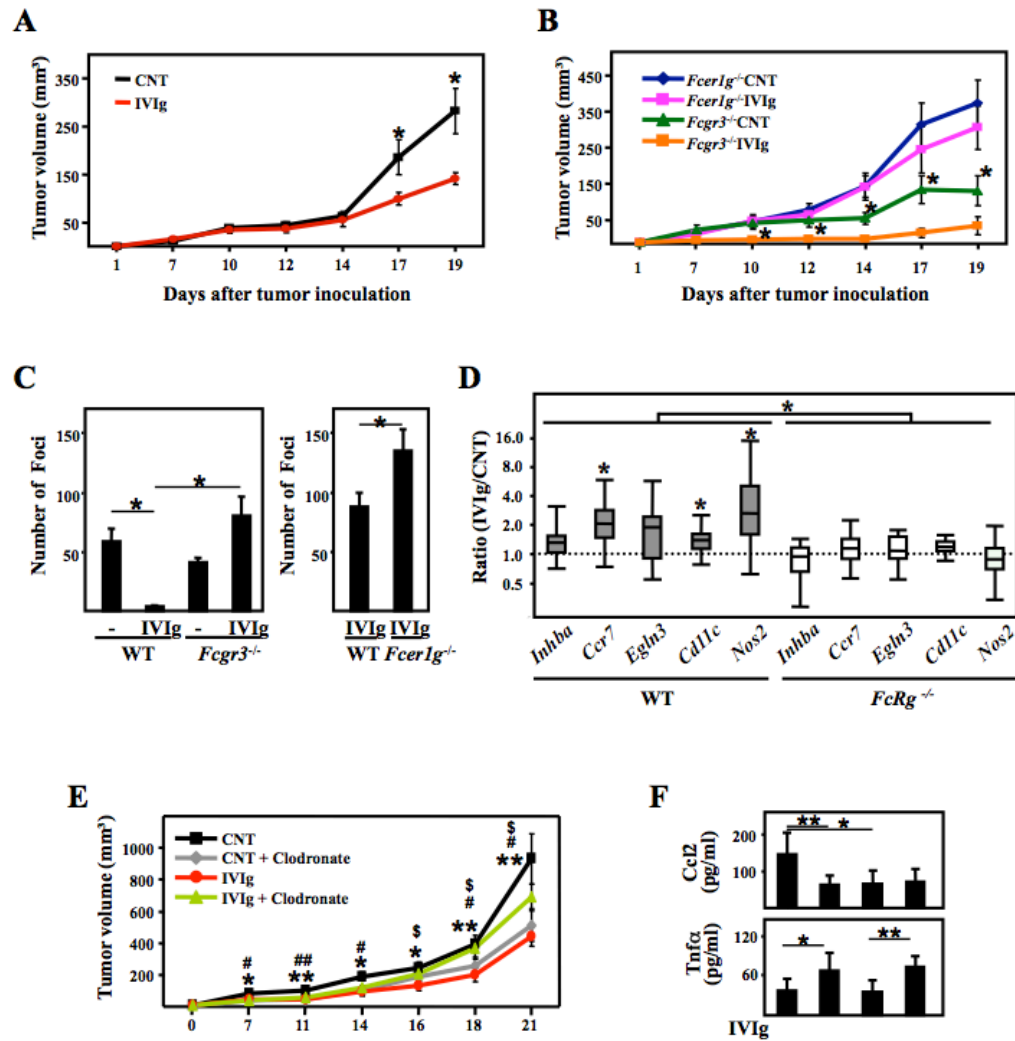 A
Tumor volume (mm³)
350
250
150
50
CNT
IVIg
*
*
1 7 10 12 14 17 19
Days after tumor inoculation
B
Tumor volume (mm³)
450
350
250
150
50
Fcer1g-/-CNT
Fcer1g-/-IVIg
Fcgr3-/-CNT
Fcgr3-/-IVIg
* * * * *
1 7 10 12 14 17 19
Days after tumor inoculation
C
Number of Foci
150
100
50
* *
- IVIg - IVIg
WT Fcgr3-/-
Number of Foci
150
100
50
*
IVIg IVIg
WT Fcer1g-/-
D
Ratio (IVIg/CNT)
16.0
8.0
4.0
2.0
1.0
0.5
*
* * *
Inhba Ccr7 Egln3 Cd11c Nos2 Inhba Ccr7 Egln3 Cd11c Nos2
WT FcRg -/-
E
Tumor volume (mm³)
1000
800
600
400
200
CNT
CNT + Clodronate
IVIg
IVIg + Clodronate
#
*
##
**
#
*
$
*
$
#
**
$
#
**
0 7 11 14 16 18 21
F
Ccl2
(pg/ml)
200
100
** *
Tnfα
(pg/ml)
120
60
* **
IVIg